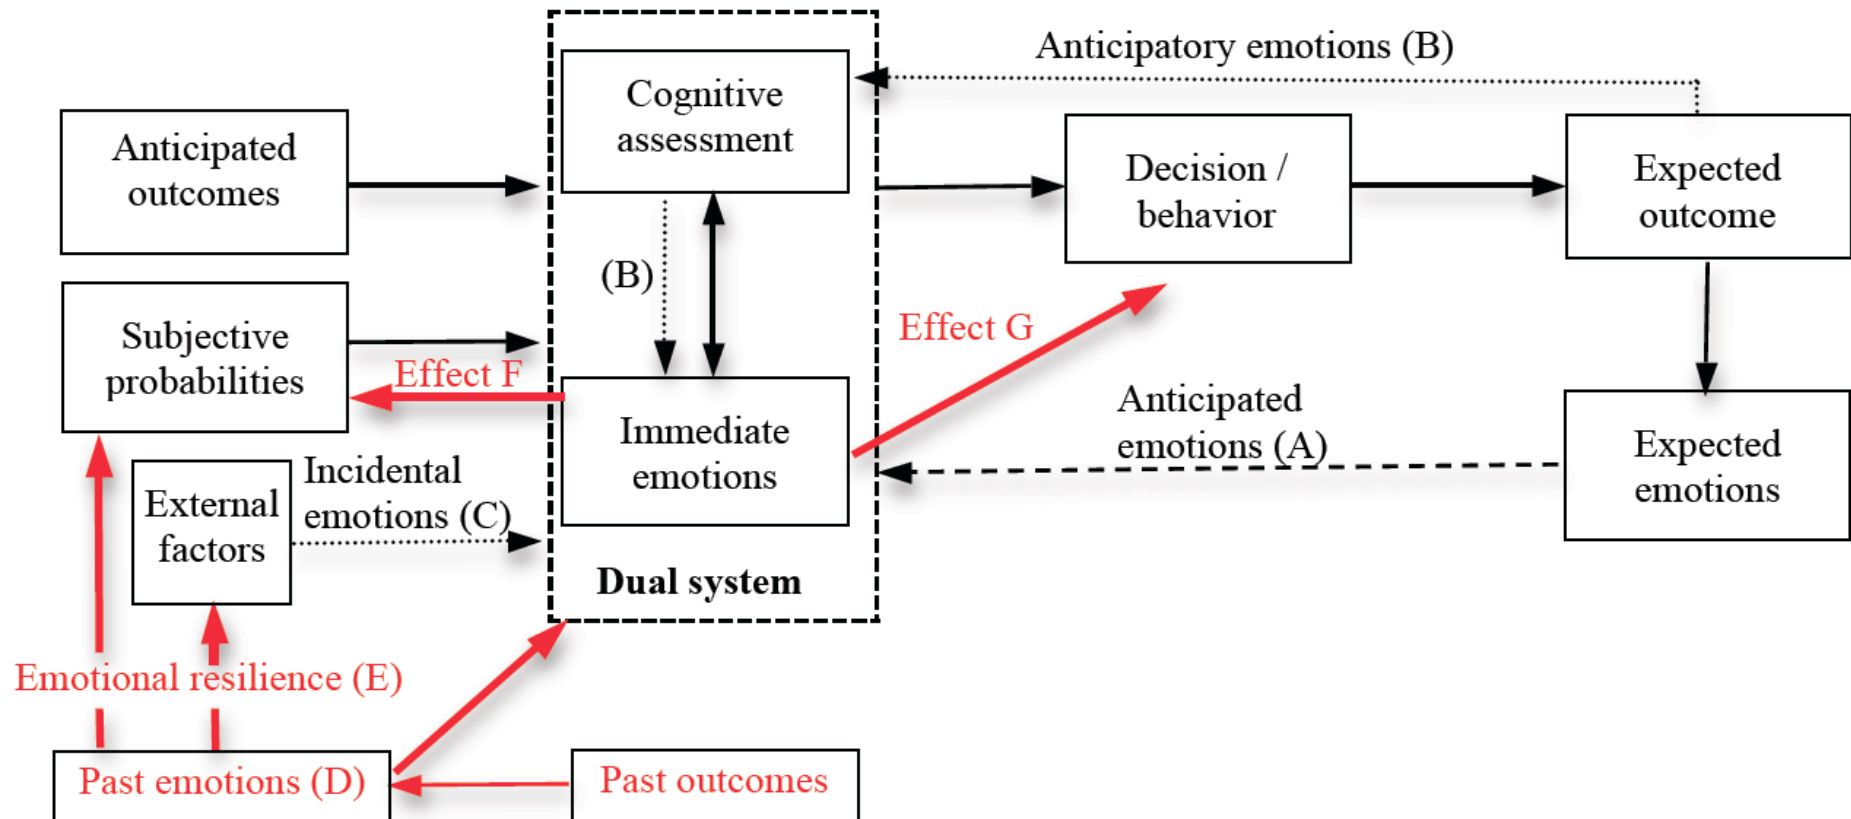 Anticipatory emotions (B)
Cognitive
assessment
Anticipated
outcomes
Decision /
behavior
Expected
outcome
(B)
Subjective
probabilities
Effect F
Effect G
Immediate
emotions
Anticipated
emotions (A)
Expected
emotions
External
factors
Incidental
emotions (C)
Dual system
Emotional resilience (E)
Past emotions (D)
Past outcomes